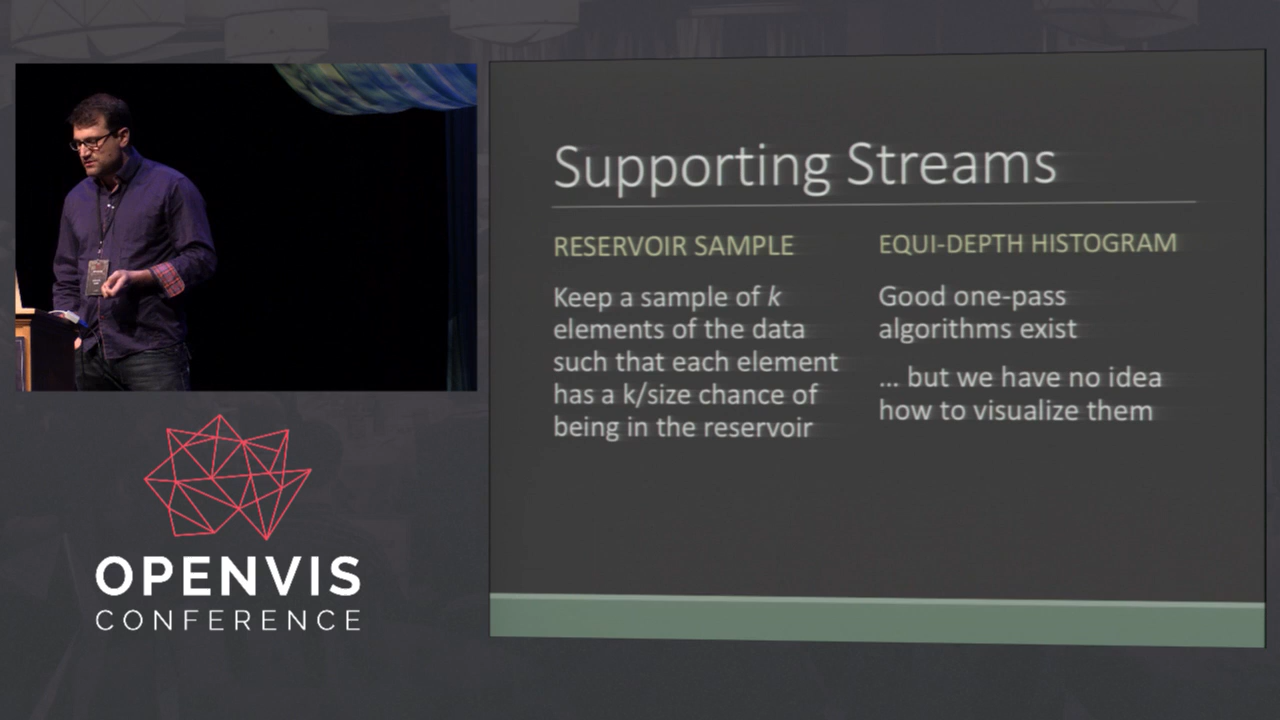 Supporting Streams
RESERVOIR SAMPLE
Keep a sample of k
elements of the data
such that each element
has a k/size chance of
being in the reservoir
EQUI-DEPTH HISTOGRAM
Good one-pass
algorithms exist
... but we have no idea
how to visualize them
OPENVIS
CONFERENCE